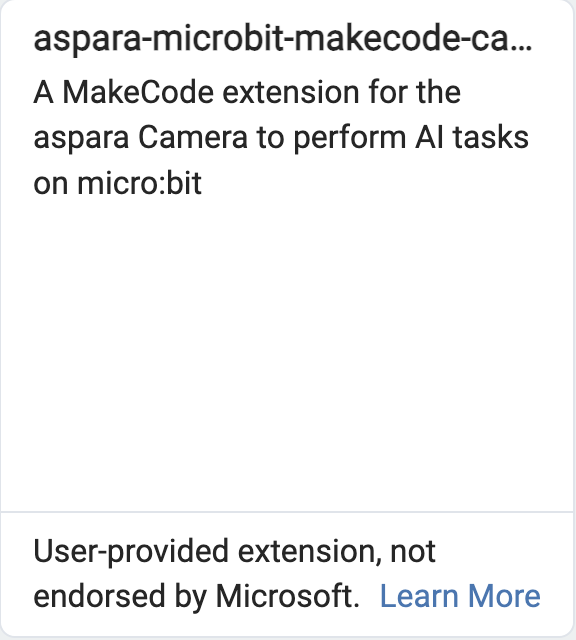 aspara-microbit-makecode-ca...
A MakeCode extension for the
aspara Camera to perform AI tasks
on micro:bit
User-provided extension, not
endorsed by Microsoft. Learn More